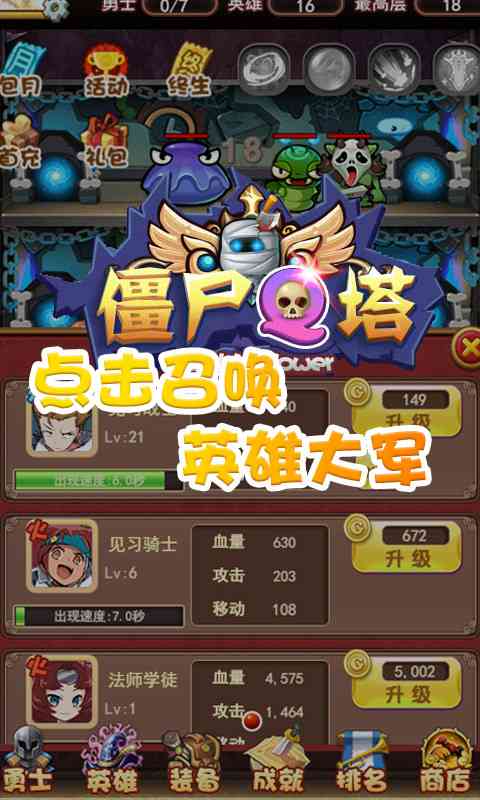 勇士 0/7 英雄 16 最高层 18
包月 活动 终生
首充 礼包
18
僵尸Q塔
点击召唤
英雄大军
149
Lv:21
升级
出现速度:6.0秒
见习骑士
Lv:6
血量 630
攻击 203
移动 108
672
升级
出现速度:7.0秒
法师学徒
Lv:1
血量 4,575
攻击 1,464
移动
5,002
升级
勇士 英雄 装备 成就 排名 商店